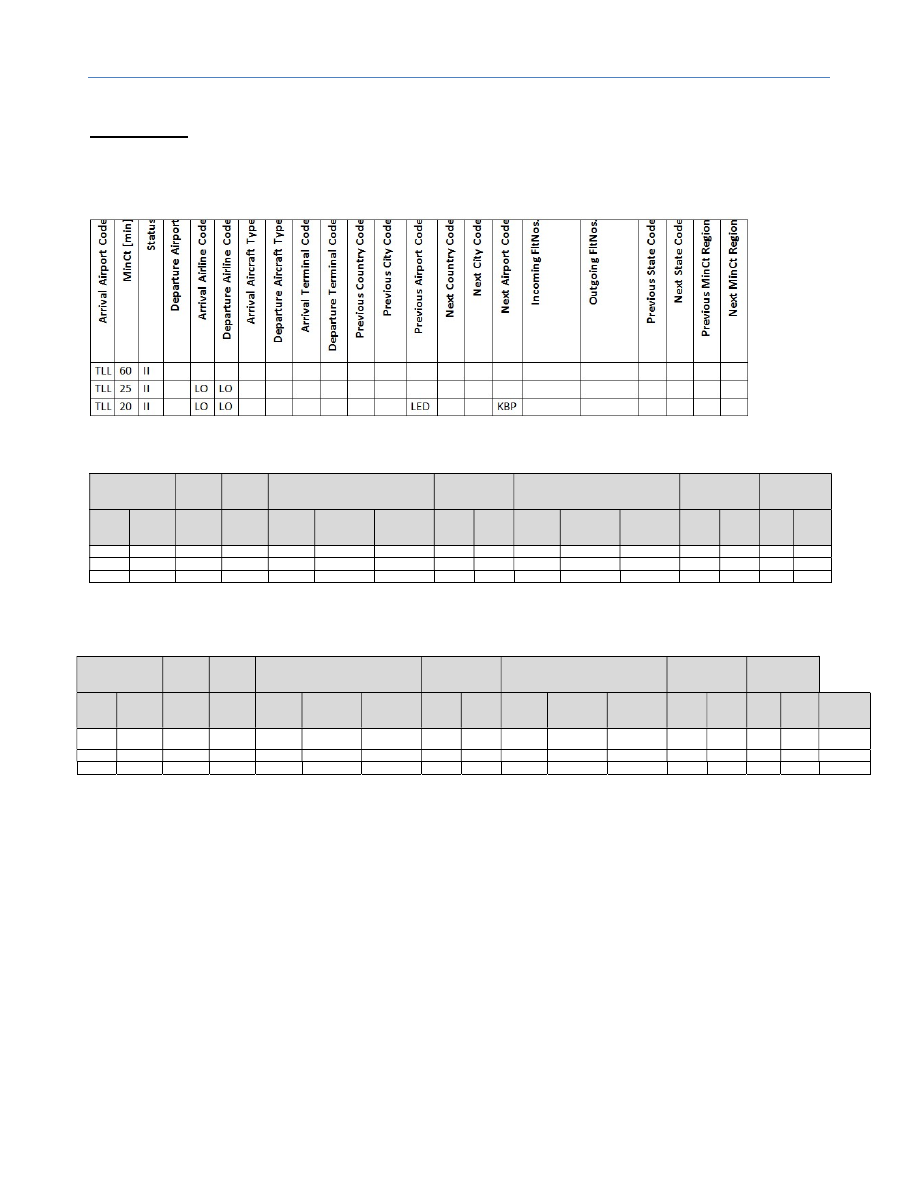 Arrival Airport Code MinCt [min] Status Departure Airport Arrival Airline Code Departure Airline Code Arrival Aircraft Type Departure Aircraft Type Arrival Terminal Code Departure Terminal Code Previous Country Code Previous City Code Previous Airport Code Next Country Code Next City Code Next Airport Code Incoming FltNos. Outgoing FltNos. Previous State Code Next State Code Previous MinCt Region Next MinCt Region
TLL 60 II
TLL 25 II LO LO
TLL 20 II LO LO LED KBP